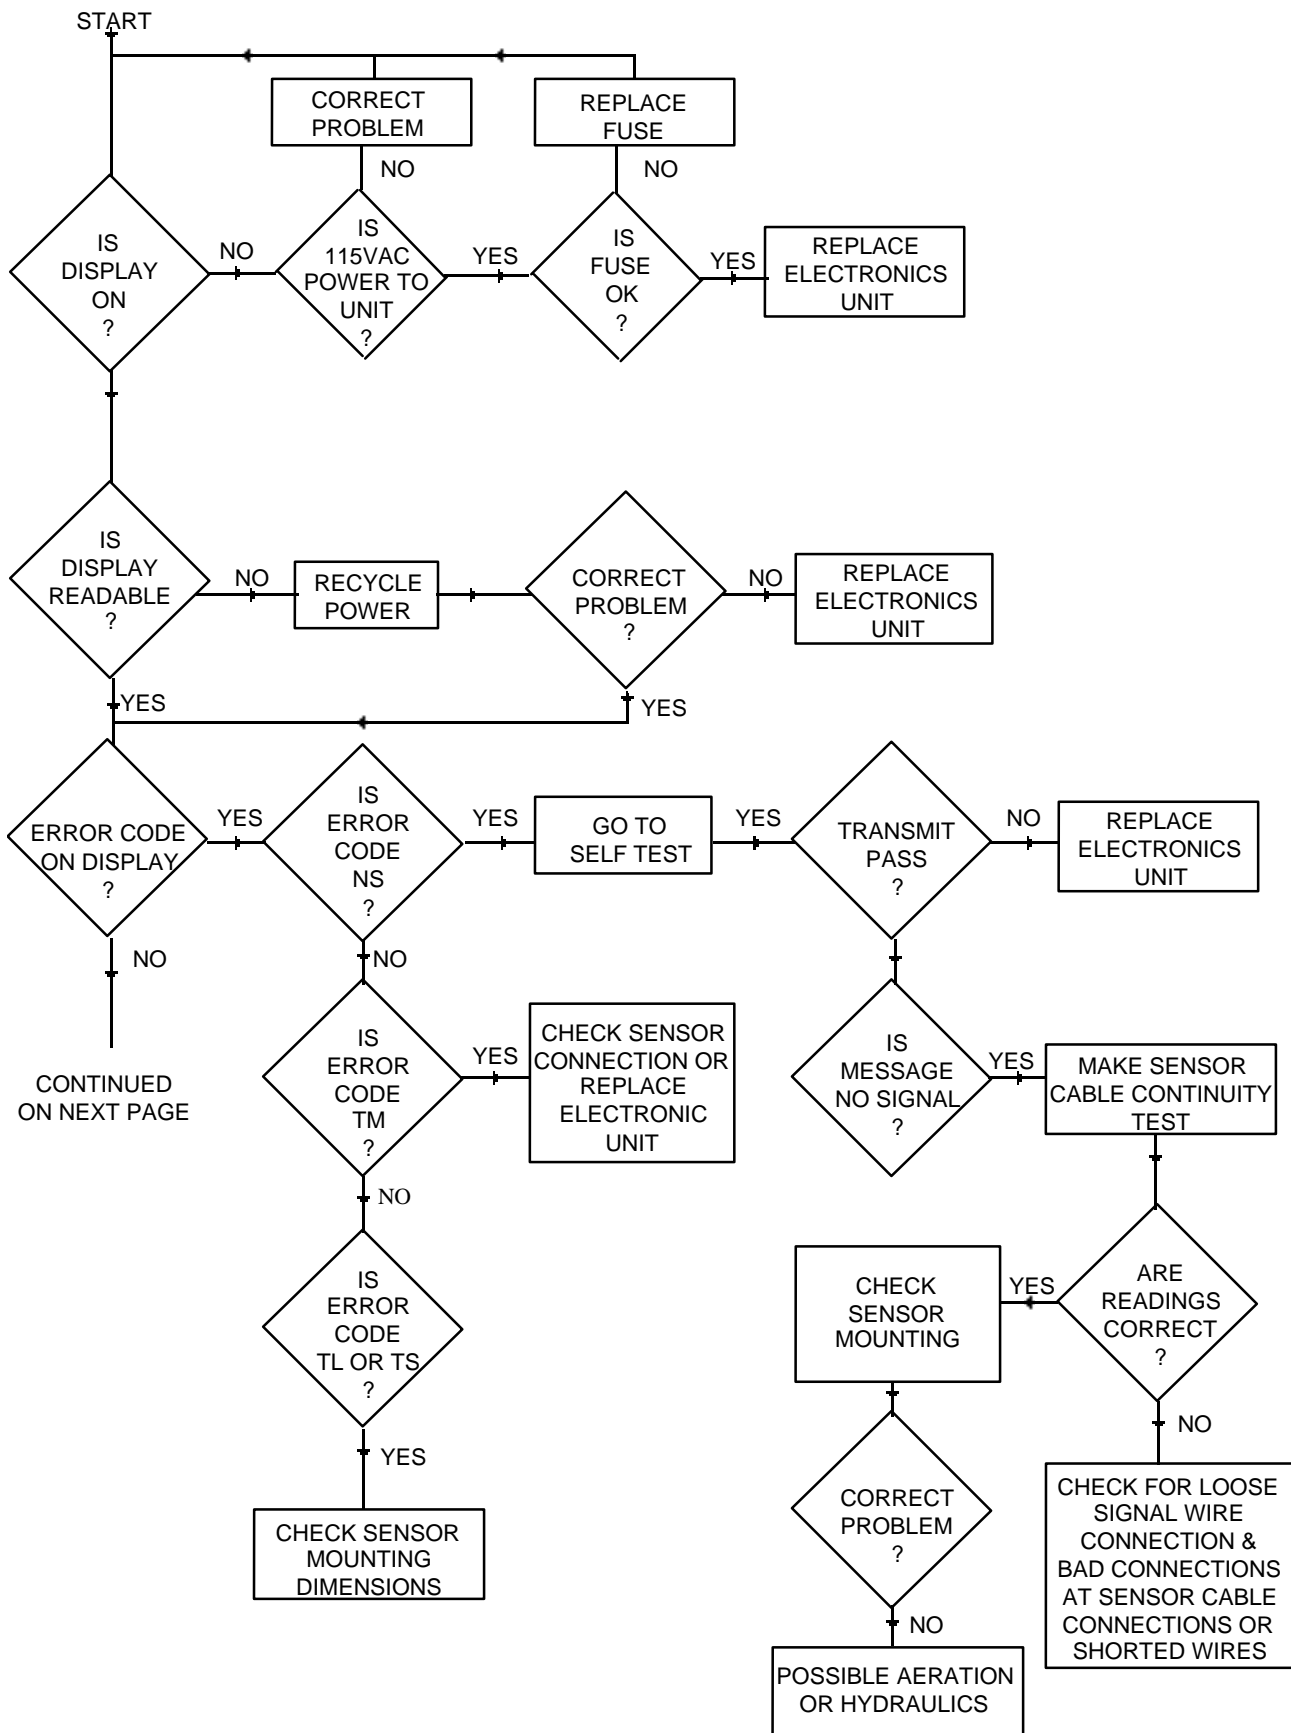 START
CORRECT
PROBLEM
REPLACE
FUSE
NO
NO
IS
DISPLAY
ON
?
NO
IS
115VAC
POWER TO
UNIT
?
YES
IS
FUSE
OK
?
YES
REPLACE
ELECTRONICS
UNIT
IS
DISPLAY
READABLE
?
NO
RECYCLE
POWER
CORRECT
PROBLEM
?
NO
REPLACE
ELECTRONICS
UNIT
YES
YES
ERROR CODE
ON DISPLAY
?
YES
IS
ERROR
CODE
NS
?
YES
GO TO
SELF TEST
YES
TRANSMIT
PASS
?
NO
REPLACE
ELECTRONICS
UNIT
NO
CONTINUED
ON NEXT PAGE
NO
IS
ERROR
CODE
TM
?
YES
CHECK SENSOR
CONNECTION OR
REPLACE
ELECTRONIC
UNIT
IS
MESSAGE
NO SIGNAL
?
YES
MAKE SENSOR
CABLE CONTINUITY
TEST
NO
IS
ERROR
CODE
TL OR TS
?
YES
CHECK SENSOR
MOUNTING
DIMENSIONS
CHECK
SENSOR
MOUNTING
YES
ARE
READINGS
CORRECT
?
NO
CORRECT
PROBLEM
?
NO
POSSIBLE AERATION
OR HYDRAULICS
CHECK FOR LOOSE
SIGNAL WIRE
CONNECTION &
BAD CONNECTIONS
AT SENSOR CABLE
CONNECTIONS OR
SHORTED WIRES